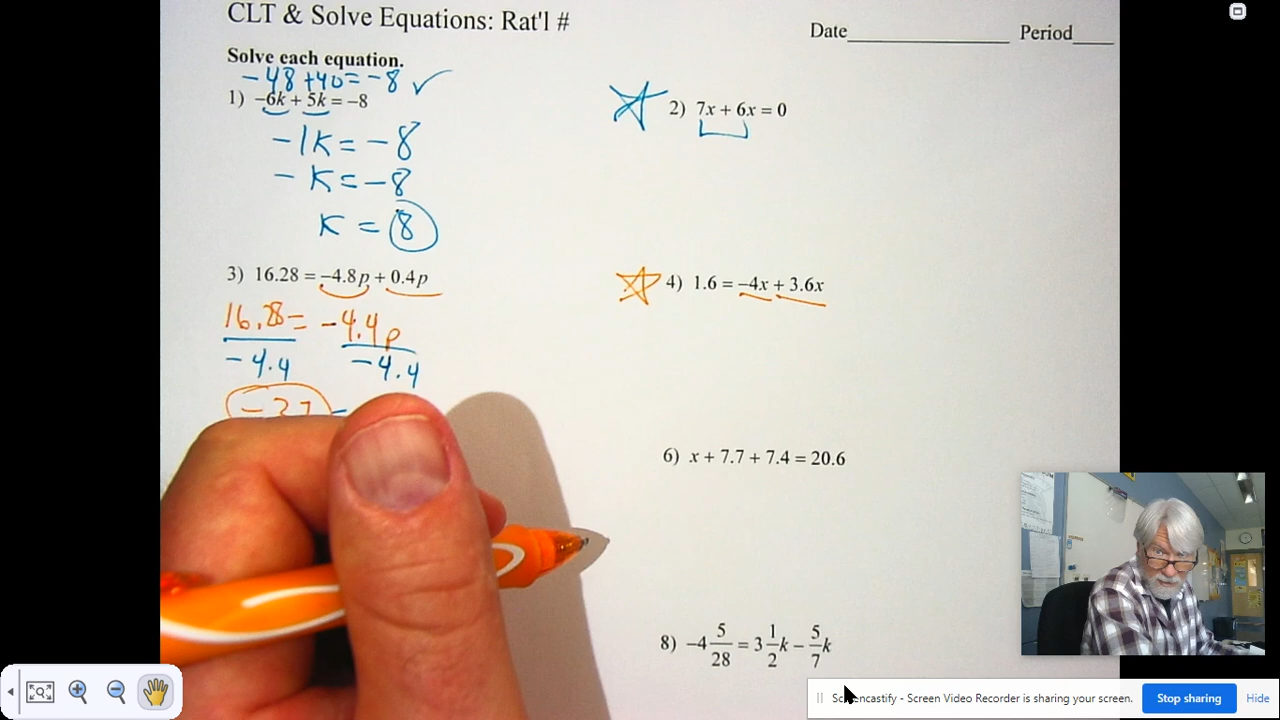 CLT & Solve Equations: Rat'l #
Date____________ Period____
Solve each equation.
-48+40=-8 ✓
1) −6k + 5k = −8
-1k = -8
-k = -8
k = 8
2) 7x + 6x = 0
3) 16.28 = −4.8p + 0.4p
16.28 = -4.4p
-4.4 -4.4
4) 1.6 = −4x + 3.6x
6) x + 7.7 + 7.4 = 20.6
8) −4 5/28 = 3 1/2 k − 5/7 k
Screencastify - Screen Video Recorder is sharing your screen. Stop sharing Hide